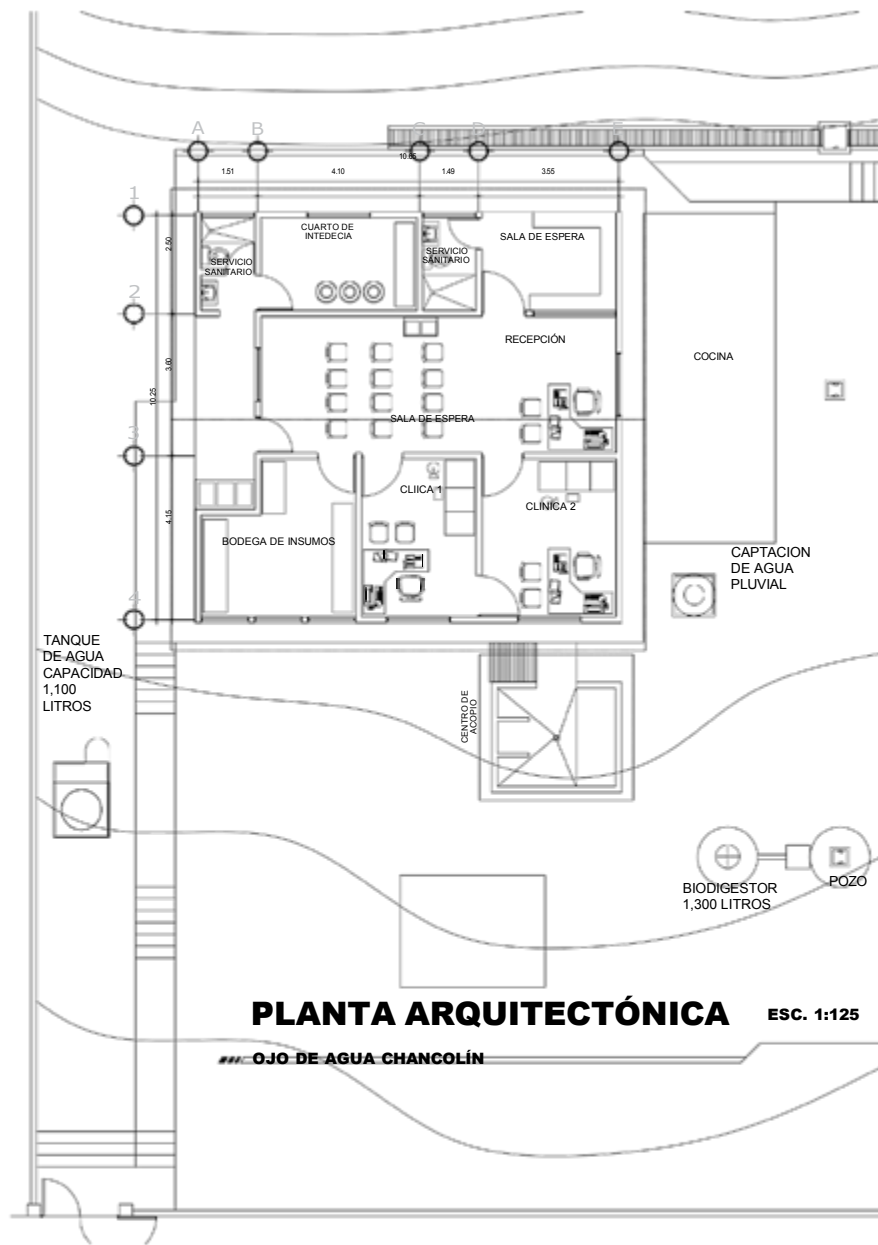 A
B
C
D
E
10.65
1.51
4.10
1.49
3.55
1
2
3
4
2.50
3.60
10.25
4.15
SERVICIO
SANITARIO
CUARTO DE
INTEDECIA
SERVICIO
SANITARIO
SALA DE ESPERA
RECEPCIÓN
COCINA
SALA DE ESPERA
CLIICA 1
CLINICA 2
BODEGA DE INSUMOS
CAPTACION
DE AGUA
PLUVIAL
TANQUE
DE AGUA
CAPACIDAD
1,100
LITROS
CENTRO DE
ACOPIO
BIODIGESTOR
1,300 LITROS
POZO
PLANTA ARQUITECTÓNICA
ESC. 1:125
OJO DE AGUA CHANCOLÍN